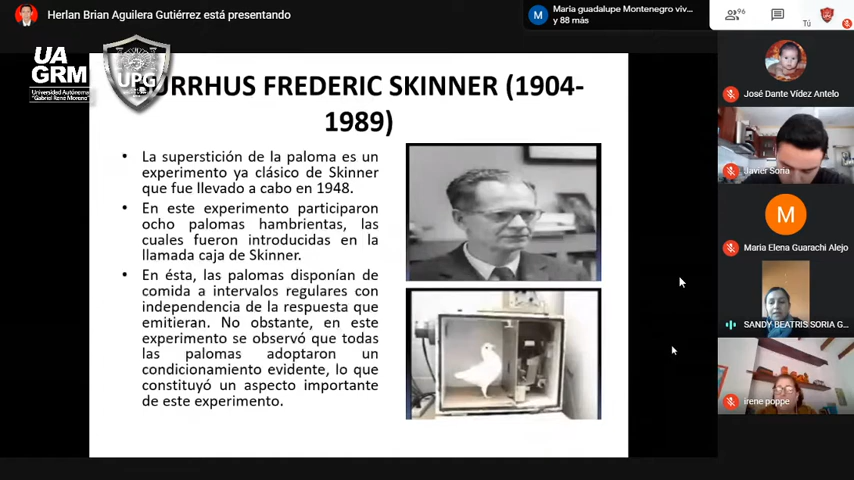 Herlan Brian Aguilera Gutiérrez está presentando
Maria guadalupe Montenegro viv...
M
y 88 más
96
Tú
UA
GRM
Universidad Autónoma
"Gabriel René Moreno"
UPG
URRHUS FREDERIC SKINNER (1904-
1989)
• La superstición de la paloma es un
experimento ya clásico de Skinner
que fue llevado a cabo en 1948.
• En este experimento participaron
ocho palomas hambrientas, las
cuales fueron introducidas en la
llamada caja de Skinner.
• En ésta, las palomas disponían de
comida a intervalos regulares con
independencia de la respuesta que
emitieran. No obstante, en este
experimento se observó que todas
las palomas adoptaron un
condicionamiento evidente, lo que
constituyó un aspecto importante
de este experimento.
José Dante Vídez Antelo
Javier Soria
M
Maria Elena Guarachi Alejo
SANDY BEATRIS SORIA G...
irene poppe